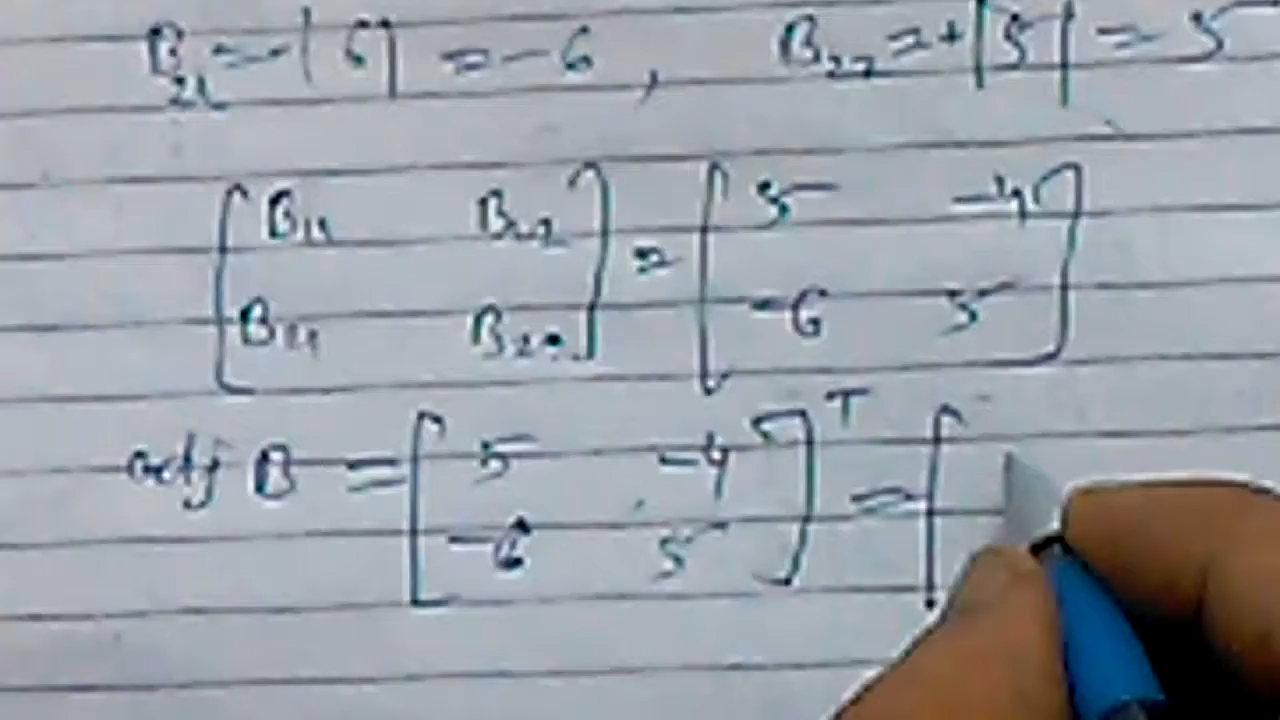 B₂₁ = -|6| = -6 , B₂₂ = +|5| = 5
[B₁₁ B₁₂] = [5 -4]
[B₂₁ B₂₂] [-6 5]
adj B = [5 -4]ᵀ = [
[-6 5]